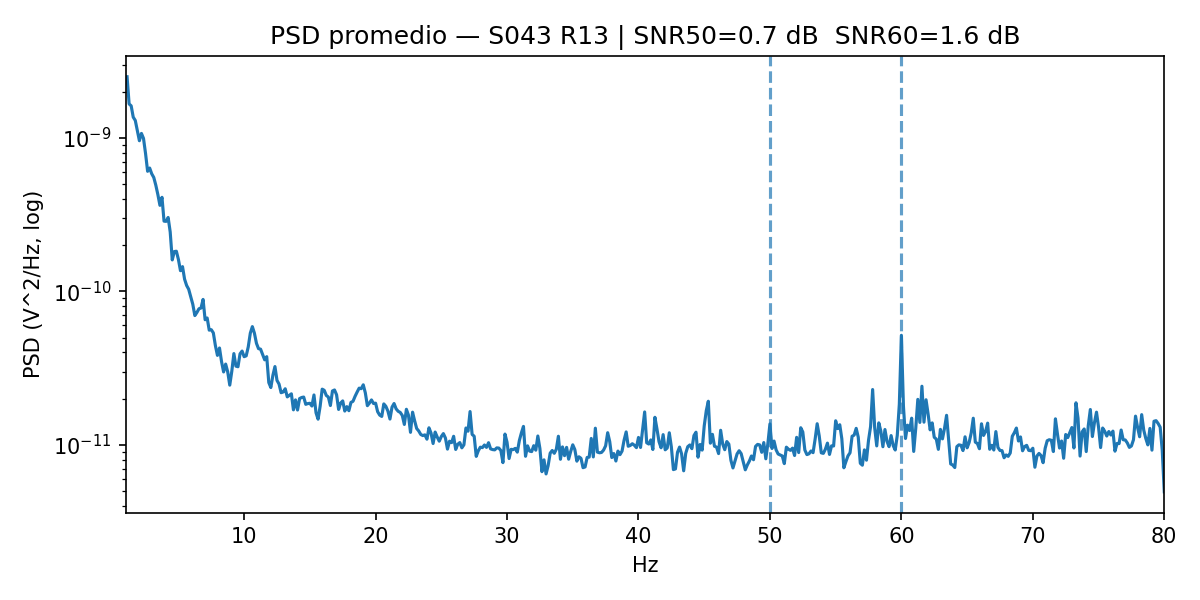 PSD promedio — S043 R13 | SNR50=0.7 dB  SNR60=1.6 dB
PSD (V^2/Hz, log)
10⁻⁹
10⁻¹⁰
10⁻¹¹
10 20 30 40 50 60 70 80
Hz